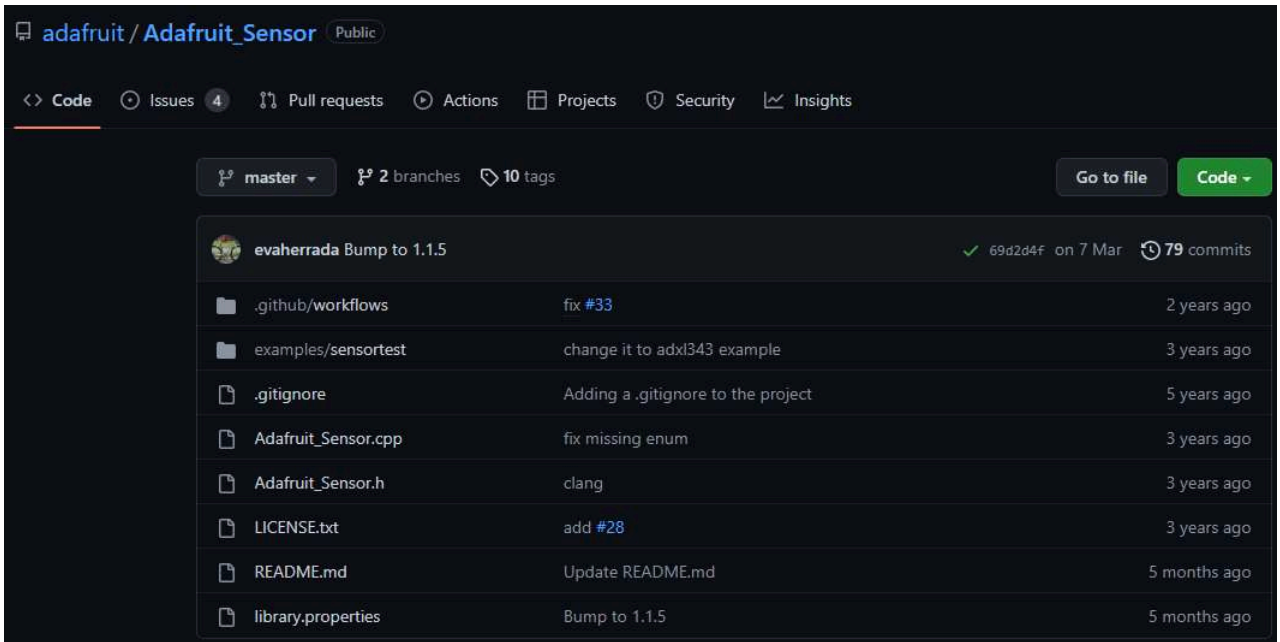 adafruit / Adafruit_Sensor Public
Code Issues 4 Pull requests Actions Projects Security Insights
master 2 branches 10 tags Go to file Code
evaherrada Bump to 1.1.5 69d2d4f on 7 Mar 79 commits
.github/workflows fix #33 2 years ago
examples/sensortest change it to adxl343 example 3 years ago
.gitignore Adding a .gitignore to the project 5 years ago
Adafruit_Sensor.cpp fix missing enum 3 years ago
Adafruit_Sensor.h clang 3 years ago
LICENSE.txt add #28 3 years ago
README.md Update README.md 5 months ago
library.properties Bump to 1.1.5 5 months ago